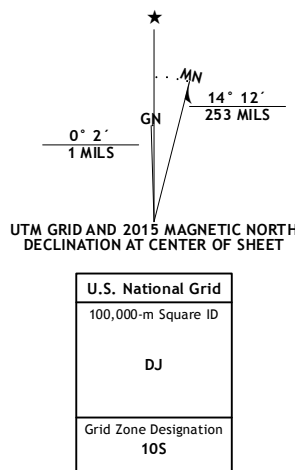 MN
GN
14° 12´
253 MILS
0° 2´
1 MILS
UTM GRID AND 2015 MAGNETIC NORTH
DECLINATION AT CENTER OF SHEET
U.S. National Grid
100,000-m Square ID
DJ
Grid Zone Designation
10S